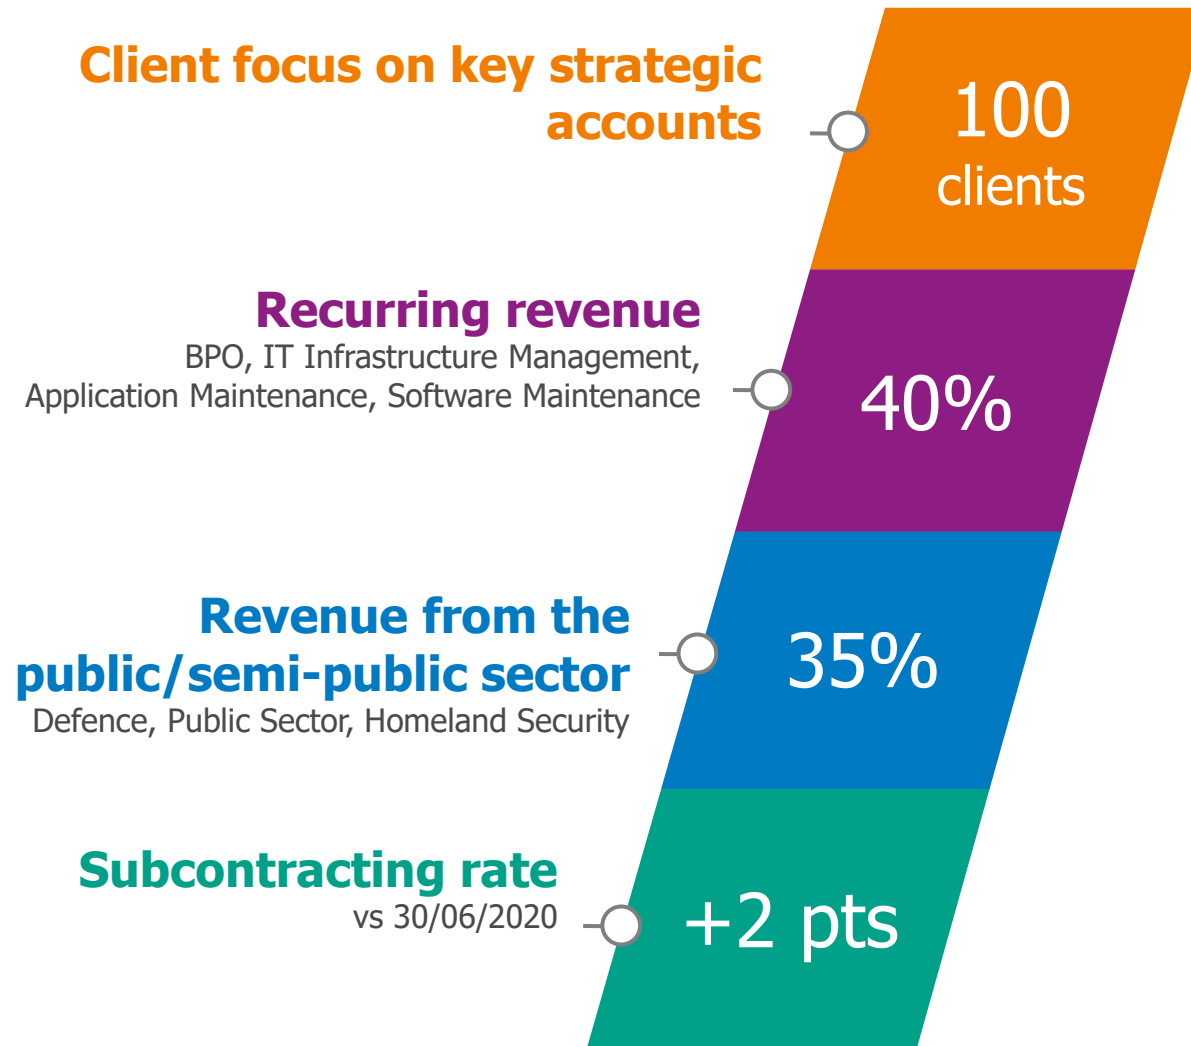 Client focus on key strategic
accounts
100
clients
Recurring revenue
BPO, IT Infrastructure Management,
Application Maintenance, Software Maintenance
40%
Revenue from the
public/semi-public sector
Defence, Public Sector, Homeland Security
35%
Subcontracting rate
vs 30/06/2020
+2 pts